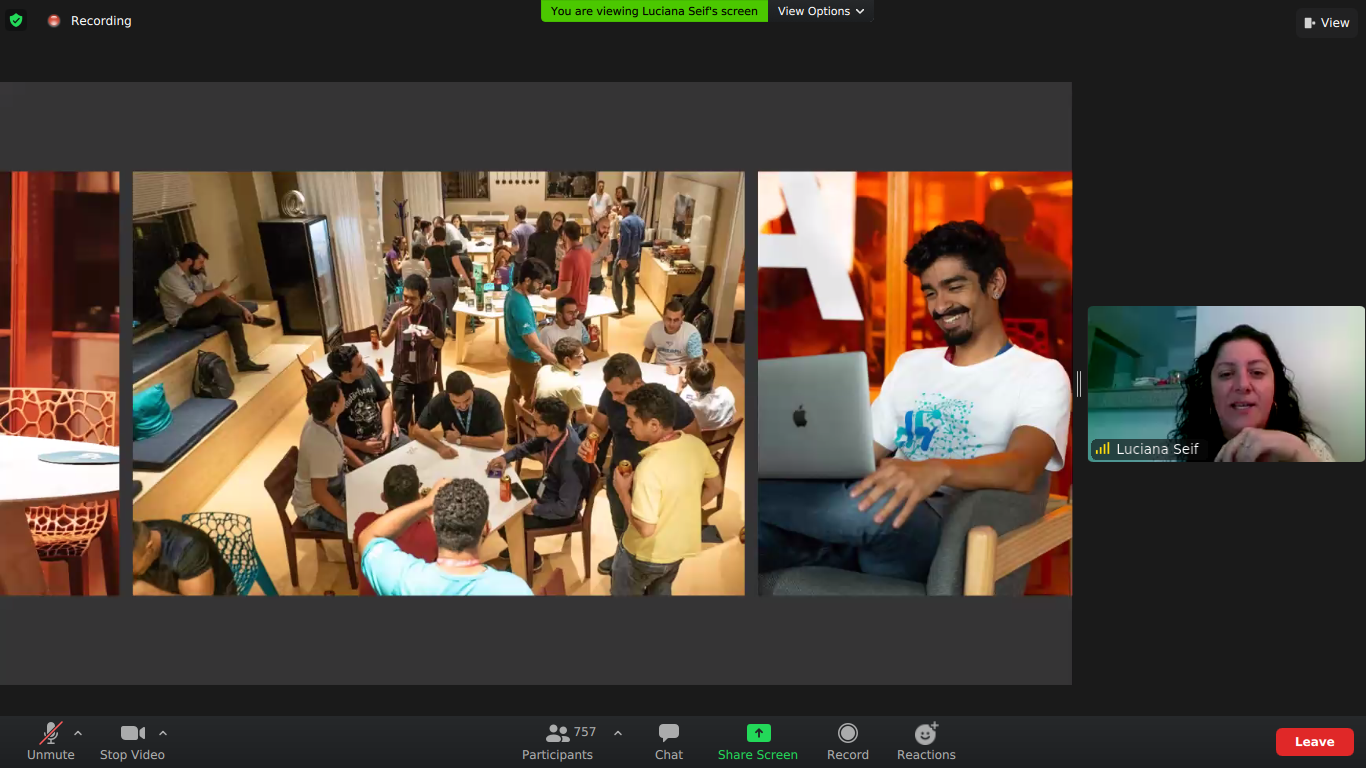 Recording
You are viewing Luciana Seif's screen
View Options
View
A
Luciana Seif
Unmute
Stop Video
757
Participants
Chat
Share Screen
Record
Reactions
Leave